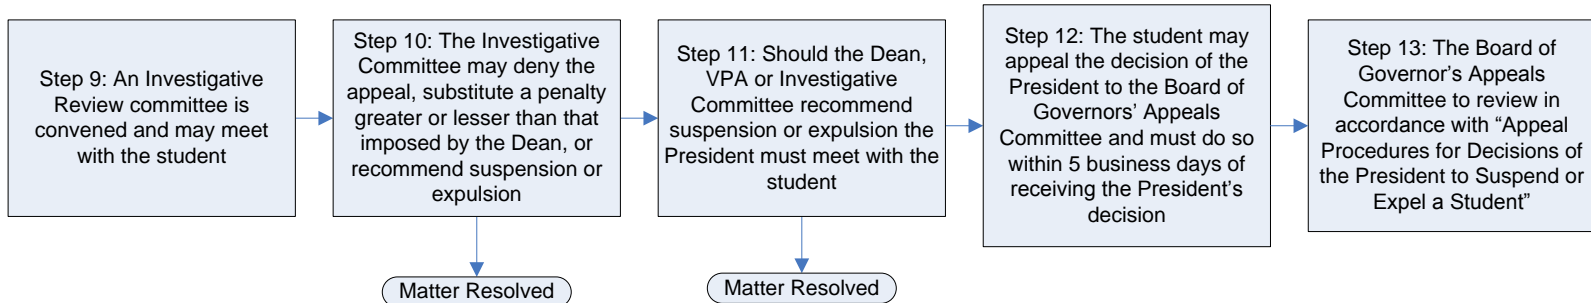 Step 9: An Investigative
Review committee is
convened and may meet
with the student
Step 10: The Investigative
Committee may deny the
appeal, substitute a penalty
greater or lesser than that
imposed by the Dean, or
recommend suspension or
expulsion
Step 11: Should the Dean,
VPA or Investigative
Committee recommend
suspension or expulsion the
President must meet with the
student
Step 12: The student may
appeal the decision of the
President to the Board of
Governors’ Appeals
Committee and must do so
within 5 business days of
receiving the President’s
decision
Step 13: The Board of
Governor’s Appeals
Committee to review in
accordance with “Appeal
Procedures for Decisions of
the President to Suspend or
Expel a Student”
Matter Resolved
Matter Resolved